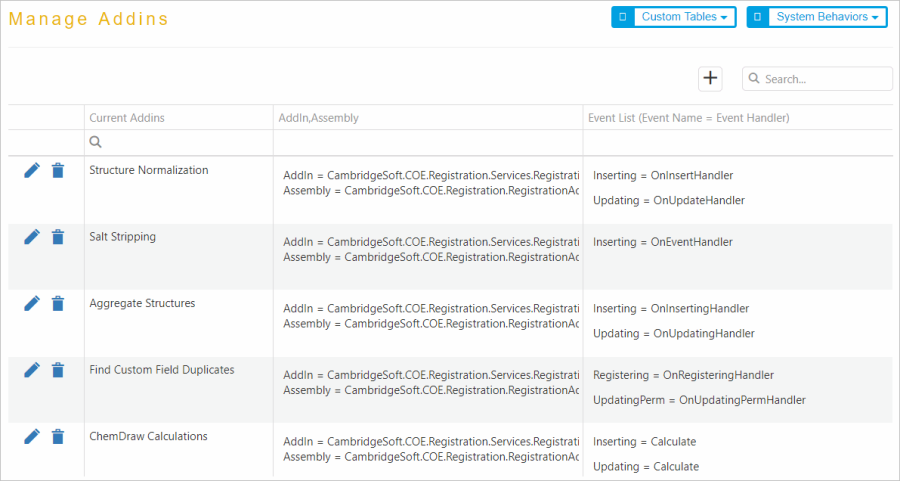 Manage Addins
Custom Tables
System Behaviors
Search...
Current Addins
AddIn,Assembly
Event List (Event Name = Event Handler)
Structure Normalization
AddIn = CambridgeSoft.COE.Registration.Services.Registrati
Assembly = CambridgeSoft.COE.Registration.RegistrationAd
Inserting = OnInsertHandler
Updating = OnUpdateHandler
Salt Stripping
AddIn = CambridgeSoft.COE.Registration.Services.Registrati
Assembly = CambridgeSoft.COE.Registration.RegistrationAd
Inserting = OnEventHandler
Aggregate Structures
AddIn = CambridgeSoft.COE.Registration.Services.Registrati
Assembly = CambridgeSoft.COE.Registration.RegistrationAd
Inserting = OnInsertingHandler
Updating = OnUpdatingHandler
Find Custom Field Duplicates
AddIn = CambridgeSoft.COE.Registration.Services.Registrati
Assembly = CambridgeSoft.COE.Registration.RegistrationAd
Registering = OnRegisteringHandler
UpdatingPerm = OnUpdatingPermHandler
ChemDraw Calculations
AddIn = CambridgeSoft.COE.Registration.Services.Registrati
Assembly = CambridgeSoft.COE.Registration.RegistrationAd
Inserting = Calculate
Updating = Calculate